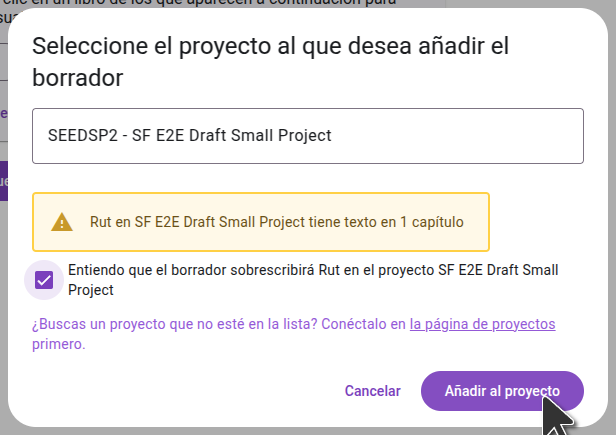 clic en un libro de los que aparecen a continuación para
Seleccione el proyecto al que desea añadir el
borrador
SEEDSP2 - SF E2E Draft Small Project
Rut en SF E2E Draft Small Project tiene texto en 1 capítulo
Entiendo que el borrador sobrescribirá Rut en el proyecto SF E2E Draft Small
Project
¿Buscas un proyecto que no esté en la lista? Conéctalo en la página de proyectos
primero.
Cancelar
Añadir al proyecto